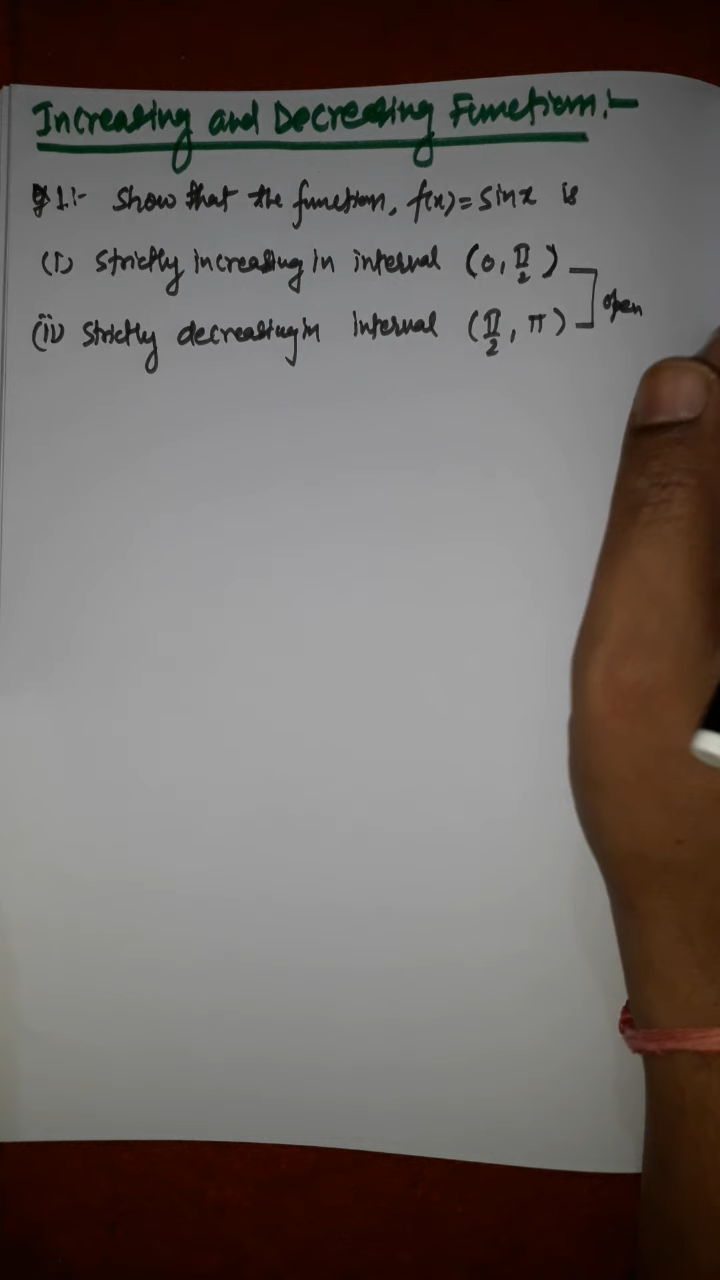 Increasing and Decreasing Function:-
Q1:- Show that the function, f(x) = sinx is
(i) strictly increasing in interval (0, π/2)
(ii) strictly decreasing in interval (π/2, π)
open